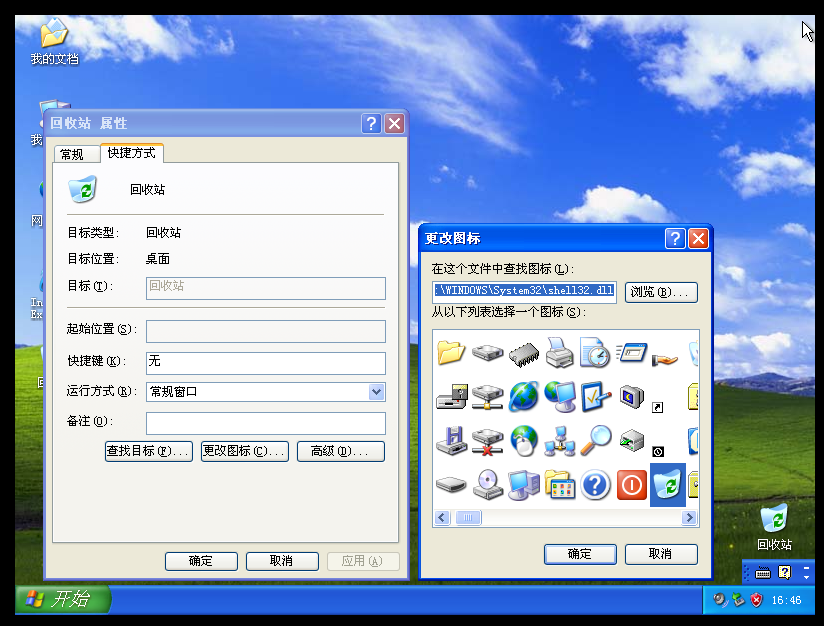 我的文档
我
网
In
Ex
回
回收站 属性
常规
快捷方式
回收站
目标类型: 回收站
目标位置: 桌面
目标(T): 回收站
起始位置(S):
快捷键(K): 无
运行方式(R): 常规窗口
备注(O):
查找目标(F)... 更改图标(C)... 高级(D)...
确定 取消 应用(A)
更改图标
在这个文件中查找图标(L):
:\WINDOWS\System32\shell32.dll 浏览(B)...
从以下列表选择一个图标(S):
确定 取消
回收站
开始
16:46